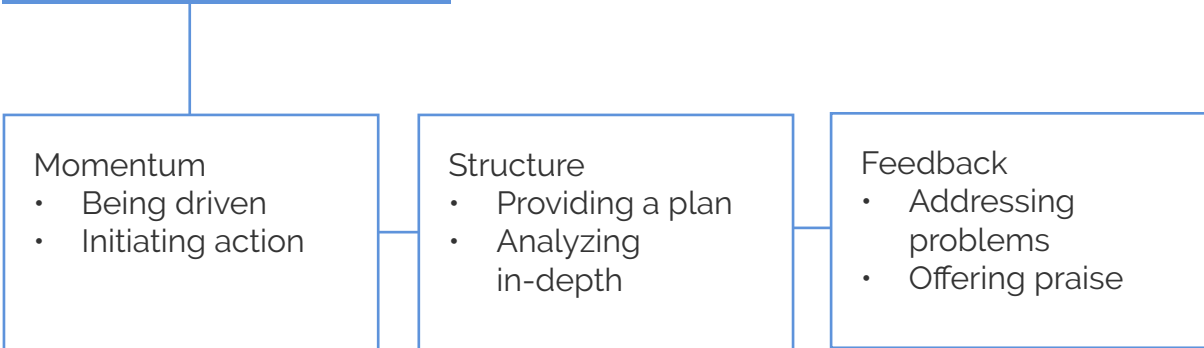 Momentum
• Being driven
• Initiating action
Structure
• Providing a plan
• Analyzing
in-depth
Feedback
• Addressing
problems
• Offering praise